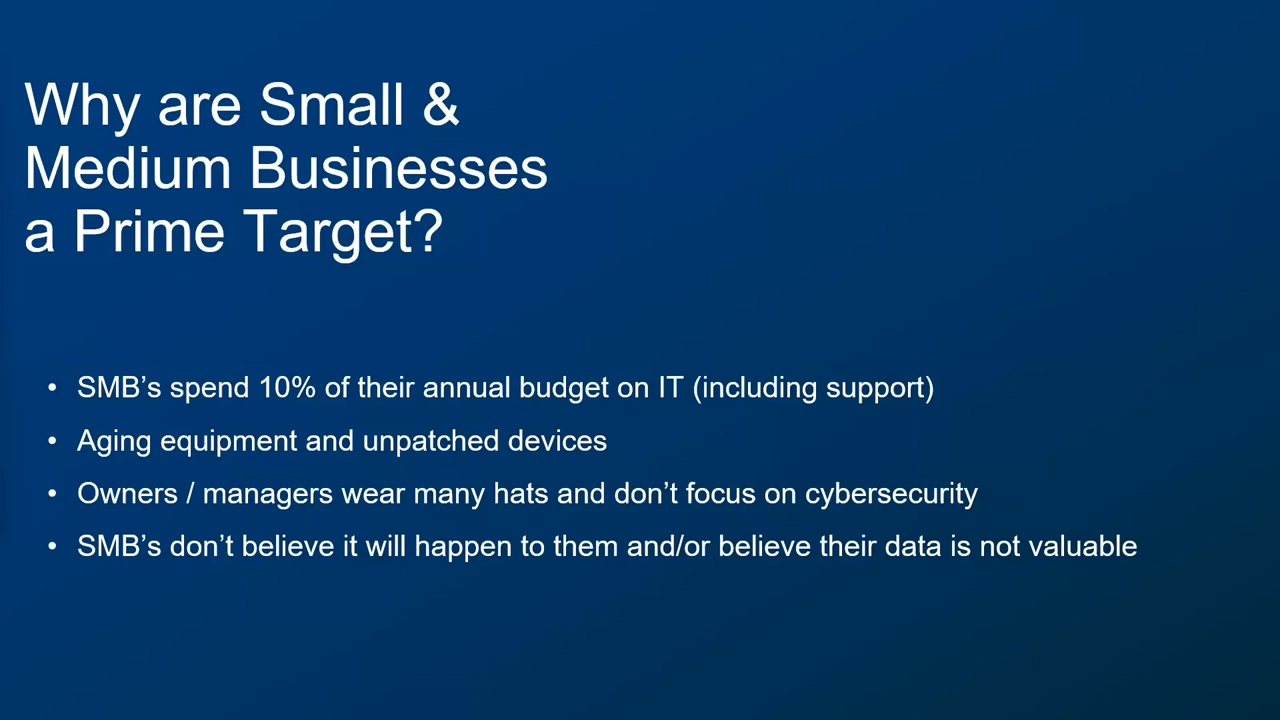 Why are Small &
Medium Businesses
a Prime Target?
• SMB’s spend 10% of their annual budget on IT (including support)
• Aging equipment and unpatched devices
• Owners / managers wear many hats and don’t focus on cybersecurity
• SMB’s don’t believe it will happen to them and/or believe their data is not valuable